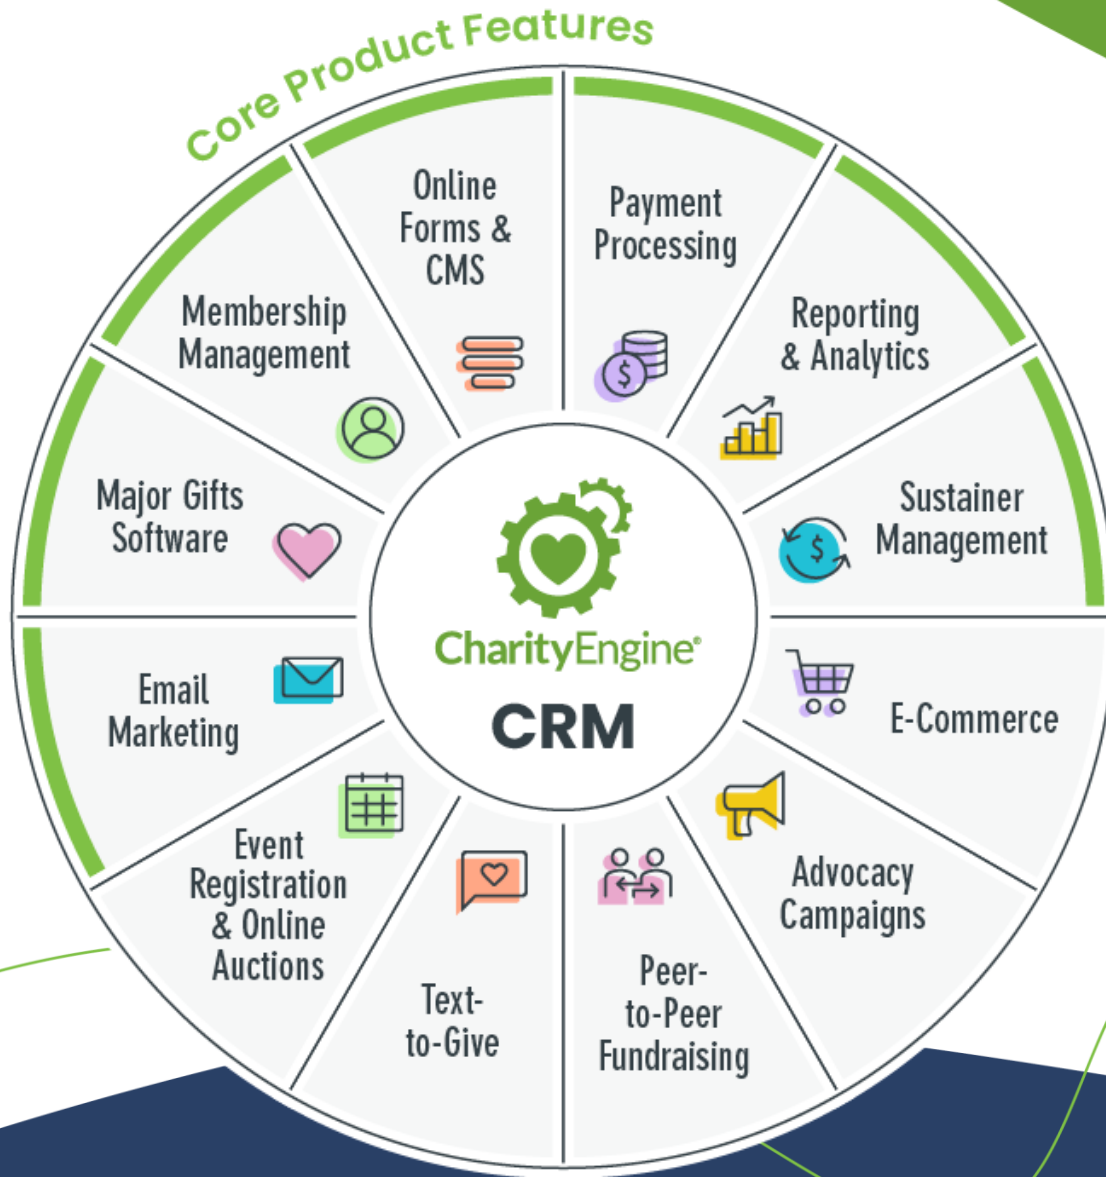 Core Product Features
Online
Forms &
CMS
Payment
Processing
Reporting
& Analytics
Sustainer
Management
E-Commerce
Advocacy
Campaigns
Peer-
to-Peer
Fundraising
Text-
to-Give
Event
Registration
& Online
Auctions
Email
Marketing
Major Gifts
Software
Membership
Management
$
$
CharityEngine®
CRM